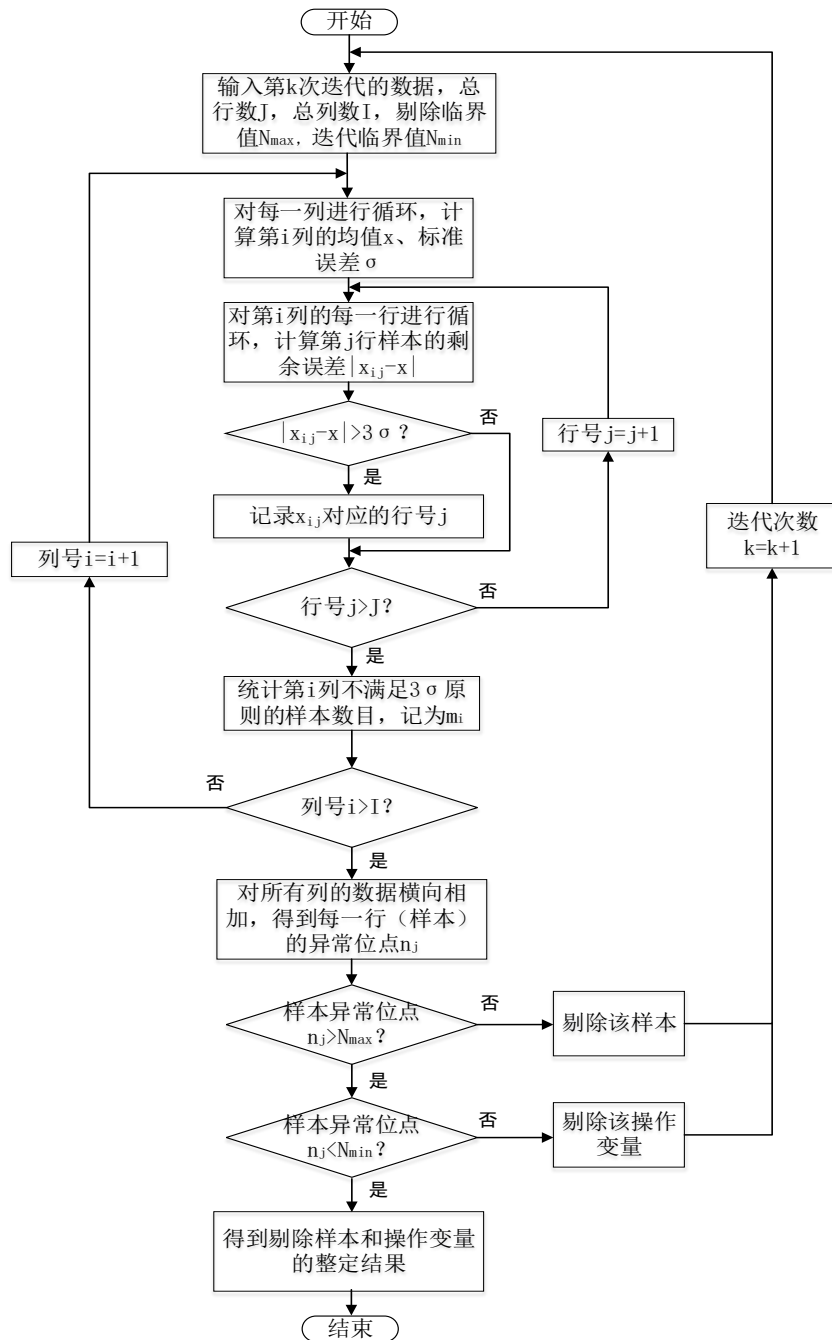 开始
输入第k次迭代的数据，总
行数J，总列数I，剔除临界
值Nmax，迭代临界值Nmin
对每一列进行循环，计
算第i列的均值x、标准
误差σ
对第i列的每一行进行循
环，计算第j行样本的剩
余误差|xij-x|
|xij-x|>3σ?
否
是
行号j=j+1
记录xij对应的行号j
迭代次数
k=k+1
列号i=i+1
行号j>J?
否
是
统计第i列不满足3σ原
则的样本数目，记为mi
否
列号i>I?
是
对所有列的数据横向相
加，得到每一行（样本）
的异常位点nj
样本异常位点
nj>Nmax?
否
剔除该样本
是
样本异常位点
nj<Nmin?
否
剔除该操作
变量
是
得到剔除样本和操作变量
的整定结果
结束